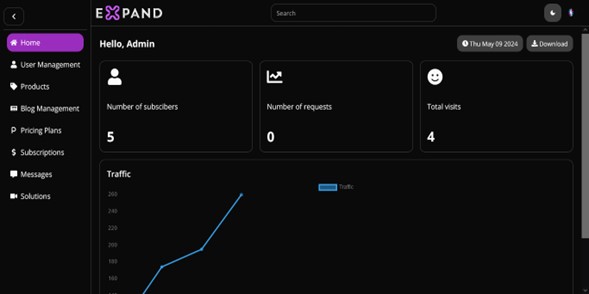 EXPAND
Search
Home
Hello, Admin
Thu May 09 2024
Download
User Management
Products
Blog Management
Pricing Plans
Subscriptions
Messages
Solutions
Number of subscibers
5
Number of requests
0
Total visits
4
Traffic
Traffic
260
240
220
200
180
160